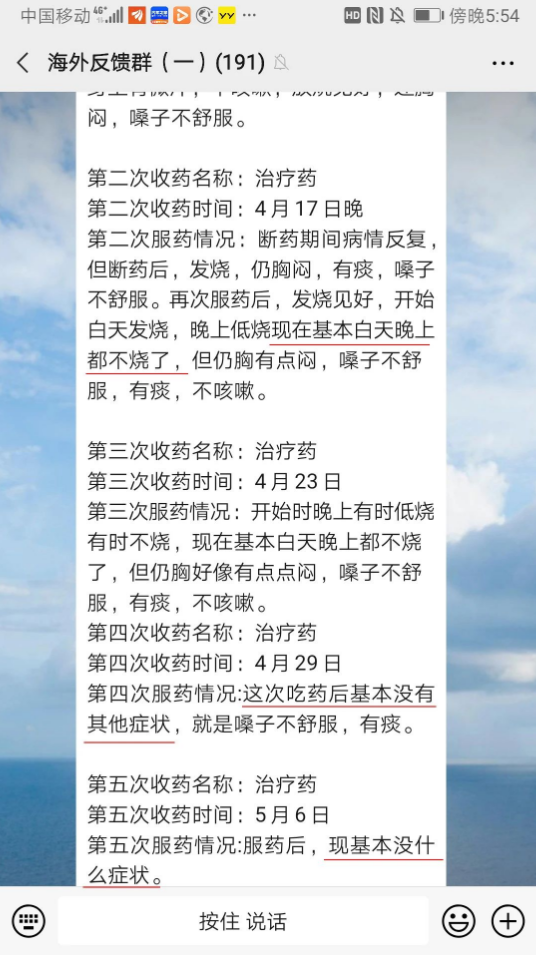 中国移动 4G+ HD 傍晚5:54
海外反馈群（一）(191)
闷，嗓子不舒服。
第二次收药名称：治疗药
第二次收药时间：4月17日晚
第二次服药情况：断药期间病情反复，
但断药后，发烧，仍胸闷，有痰，嗓子
不舒服。再次服药后，发烧见好，开始
白天发烧，晚上低烧现在基本白天晚上
都不烧了，但仍胸有点闷，嗓子不舒
服，有痰，不咳嗽。
第三次收药名称：治疗药
第三次收药时间：4月23日
第三次服药情况：开始时晚上有时低烧
有时不烧，现在基本白天晚上都不烧
了，但仍胸好像有点点闷，嗓子不舒
服，有痰，不咳嗽。
第四次收药名称：治疗药
第四次收药时间：4月29日
第四次服药情况:这次吃药后基本没有
其他症状，就是嗓子不舒服，有痰。
第五次收药名称：治疗药
第五次收药时间：5月6日
第五次服药情况:服药后，现基本没什
么症状。
按住 说话